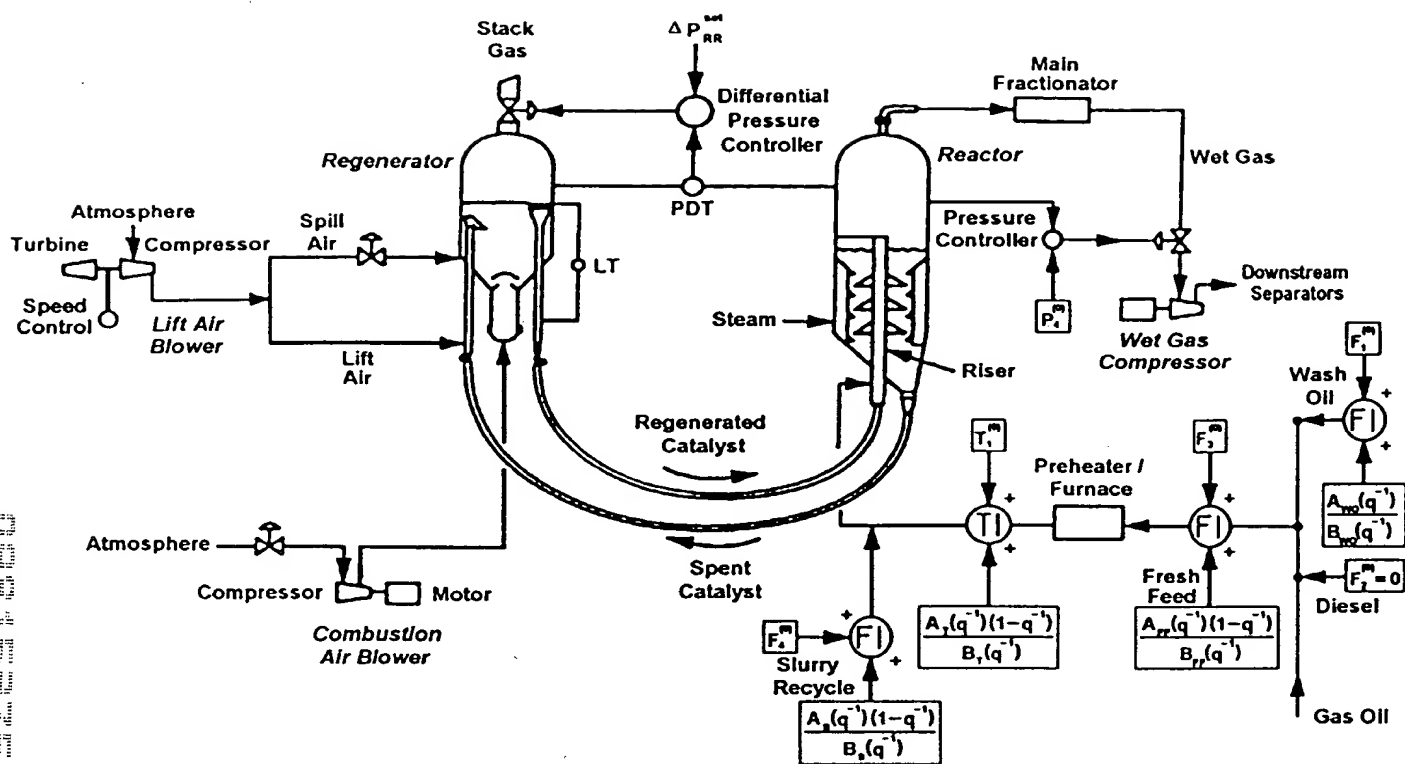 Stack
Gas
Δ P_RR^set
Differential
Pressure
Controller
Main
Fractionator
Regenerator
Reactor
Wet Gas
PDT
Atmosphere
Turbine
Compressor
Spill
Air
LT
Speed
Control
Lift Air
Blower
Lift
Air
Pressure
Controller
P_4^(0)
Downstream
Separators
Wet Gas
Compressor
Steam
Riser
Regenerated
Catalyst
Spent
Catalyst
F_1^(0)
Wash
Oil
FI
+
+
A_WO(q^-1)
B_WO(q^-1)
T_1^(0)
TI
+
+
Preheater /
Furnace
F_3^(0)
FI
+
+
Fresh
Feed
A_FF(q^-1)(1-q^-1)
B_FF(q^-1)
F_2^(0)=0
Diesel
Gas Oil
A_T(q^-1)(1-q^-1)
B_T(q^-1)
F_4^(0)
FI
+
+
Slurry
Recycle
A_s(q^-1)(1-q^-1)
B_s(q^-1)
Atmosphere
Compressor
Motor
Combustion
Air Blower